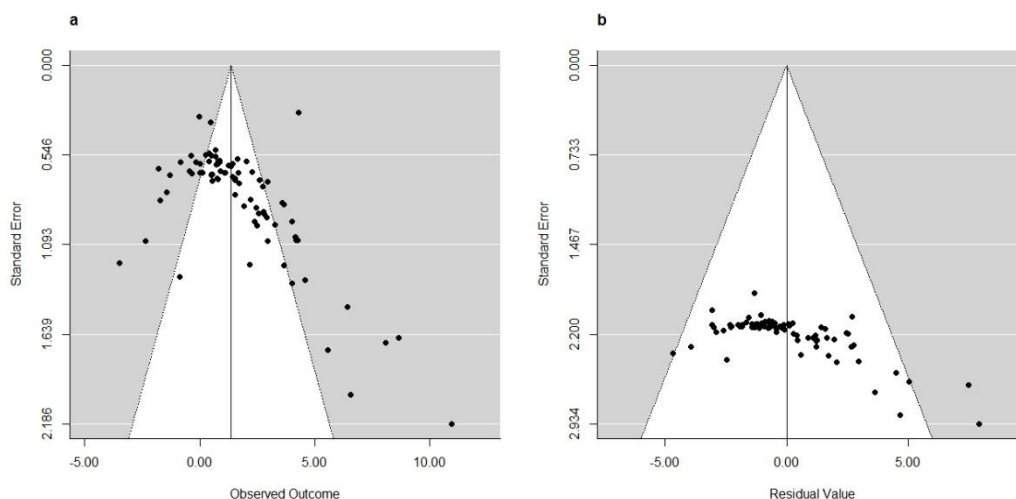 a
0.000
0.546
1.093
1.639
2.186
Standard Error
-5.00
0.00
5.00
10.00
Observed Outcome
b
0.000
0.733
1.467
2.200
2.934
Standard Error
-5.00
0.00
5.00
Residual Value